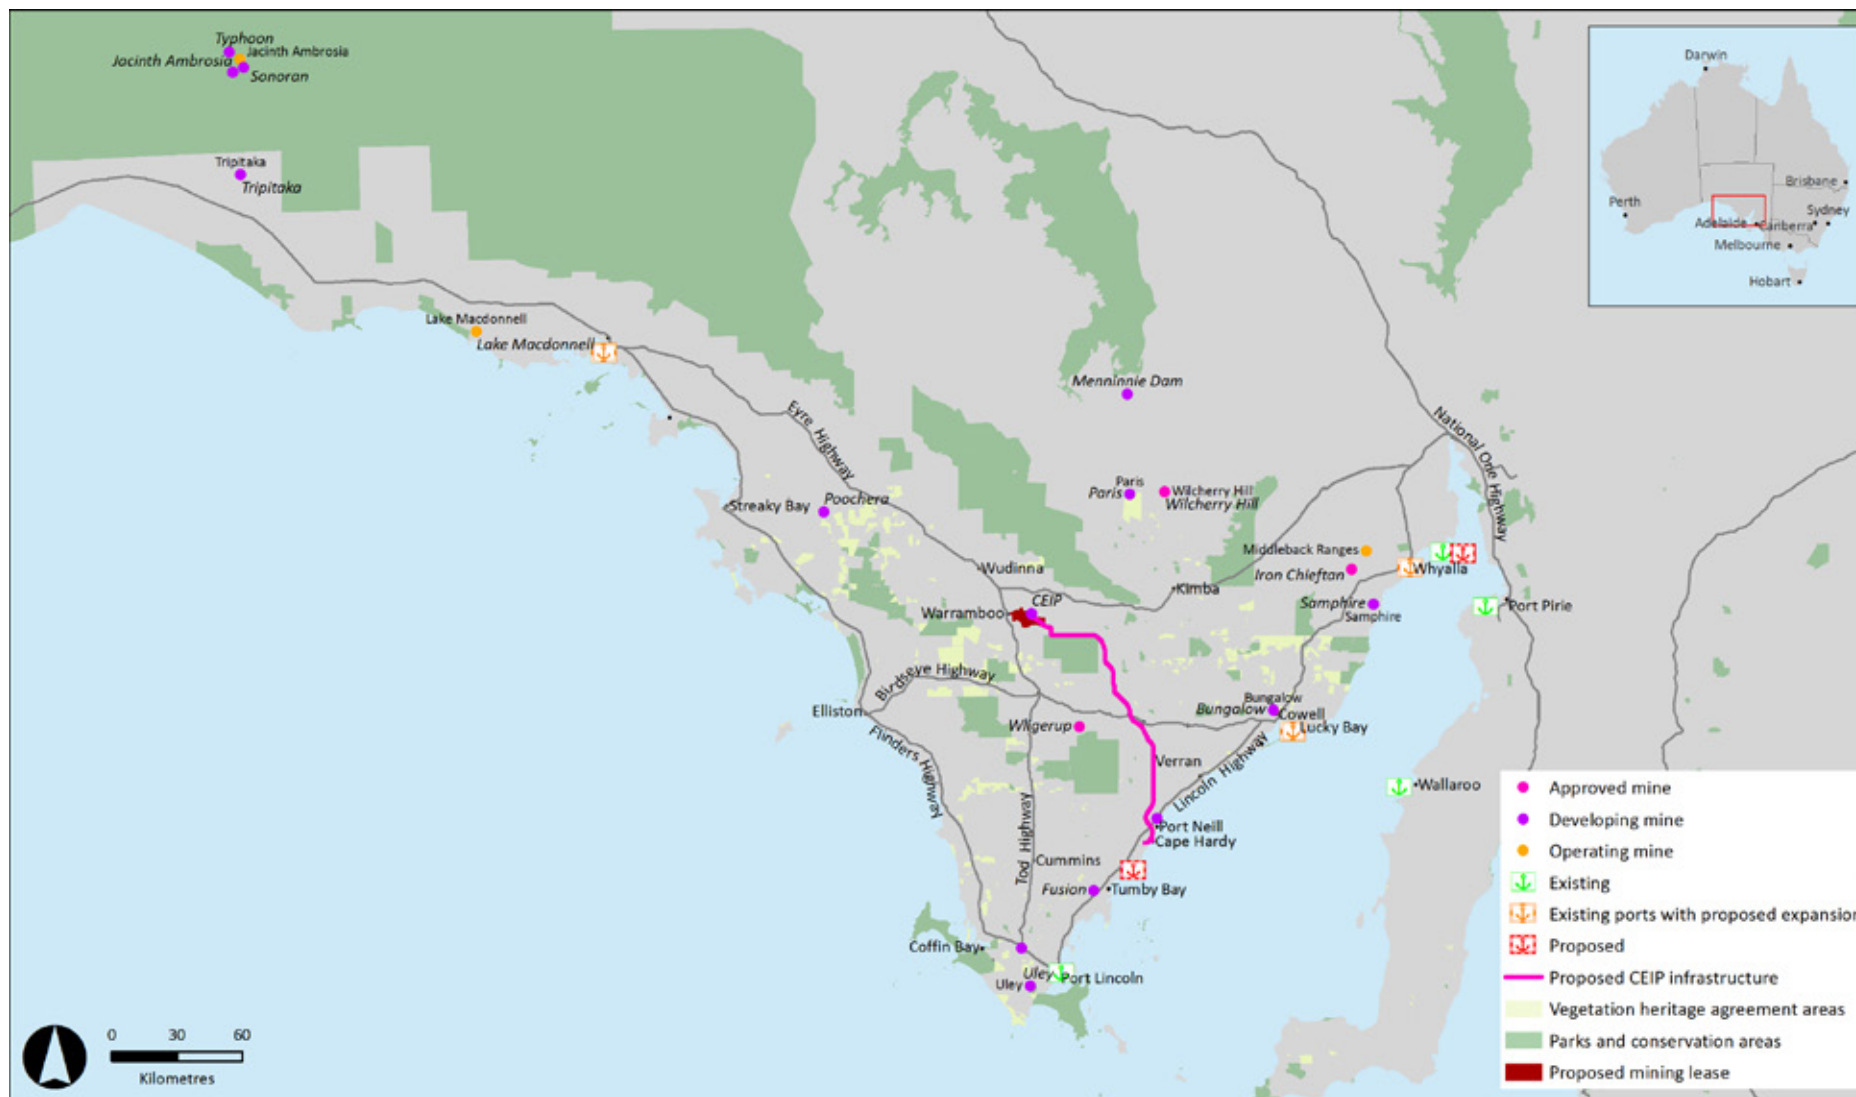 Typhoon
Jacinth Ambrosia
Jacinth Ambrosia
Sonoran
Tripitaka
Tripitaka
Lake Macdonnell
Lake Macdonnell
Menninnie Dam
Eyre Highway
National One Highway
Paris
Paris
Wilcherry Hill
Wilcherry Hill
Poochera
Streaky Bay
Middleback Ranges
Iron Chieftan
Whyalla
Wudinna
Kimba
CEIP
Warramboo
Samphire
Samphire
Port Pirie
Birdseye Highway
Elliston
Flinders Highway
Wilgerup
Bungalow
Bungalow
Cowell
Lucky Bay
Verran
Lincoln Highway
Wallaroo
Tod Highway
Port Neill
Cape Hardy
Cummins
Fusion
Tumby Bay
Coffin Bay
Uley
Uley
Port Lincoln
Darwin
Brisbane
Perth
Sydney
Adelaide
Canberra
Melbourne
Hobart
Approved mine
Developing mine
Operating mine
Existing
Existing ports with proposed expansion
Proposed
Proposed CEIP infrastructure
Vegetation heritage agreement areas
Parks and conservation areas
Proposed mining lease
0 30 60
Kilometres